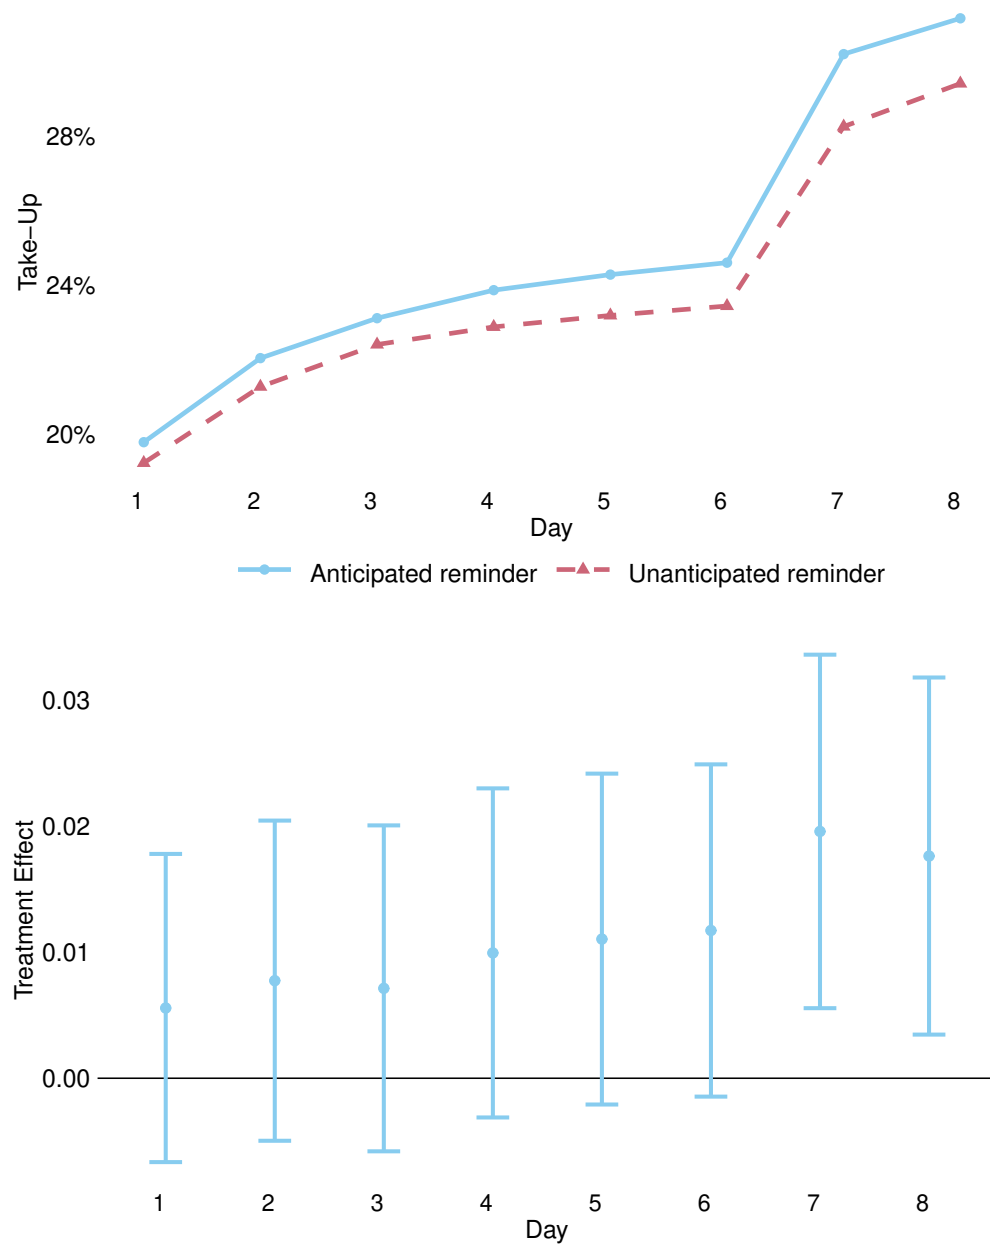 28%
Take–Up
24%
20%
1 2 3 4 5 6 7 8
Day
Anticipated reminder Unanticipated reminder
0.03
0.02
Treatment Effect
0.01
0.00
1 2 3 4 5 6 7 8
Day